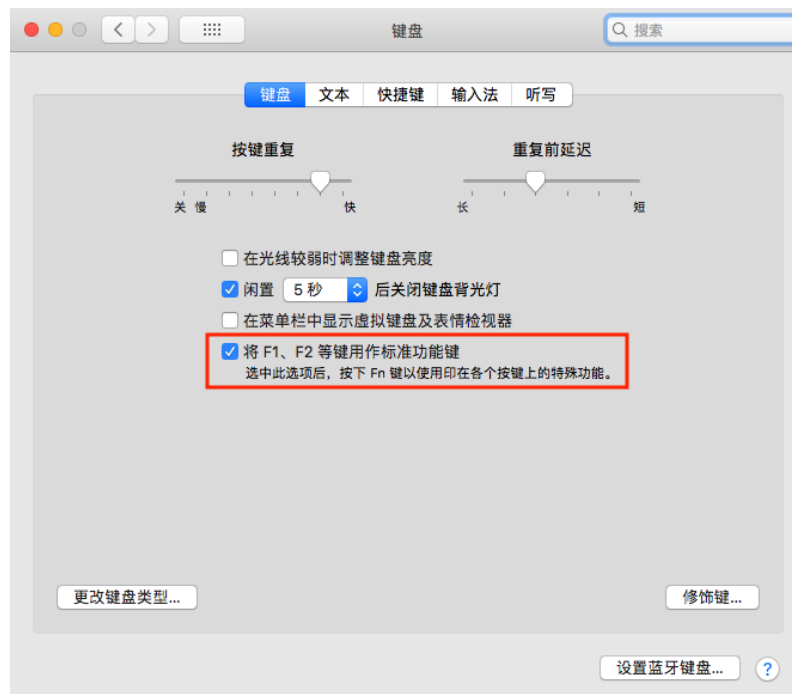 键盘
搜索
键盘 文本 快捷键 输入法 听写
按键重复 重复前延迟
关 慢 快 长 短
在光线较弱时调整键盘亮度
闲置 5 秒 后关闭键盘背光灯
在菜单栏中显示虚拟键盘及表情检视器
将 F1、F2 等键用作标准功能键
选中此选项后，按下 Fn 键以使用印在各个按键上的特殊功能。
更改键盘类型... 修饰键...
设置蓝牙键盘... ?